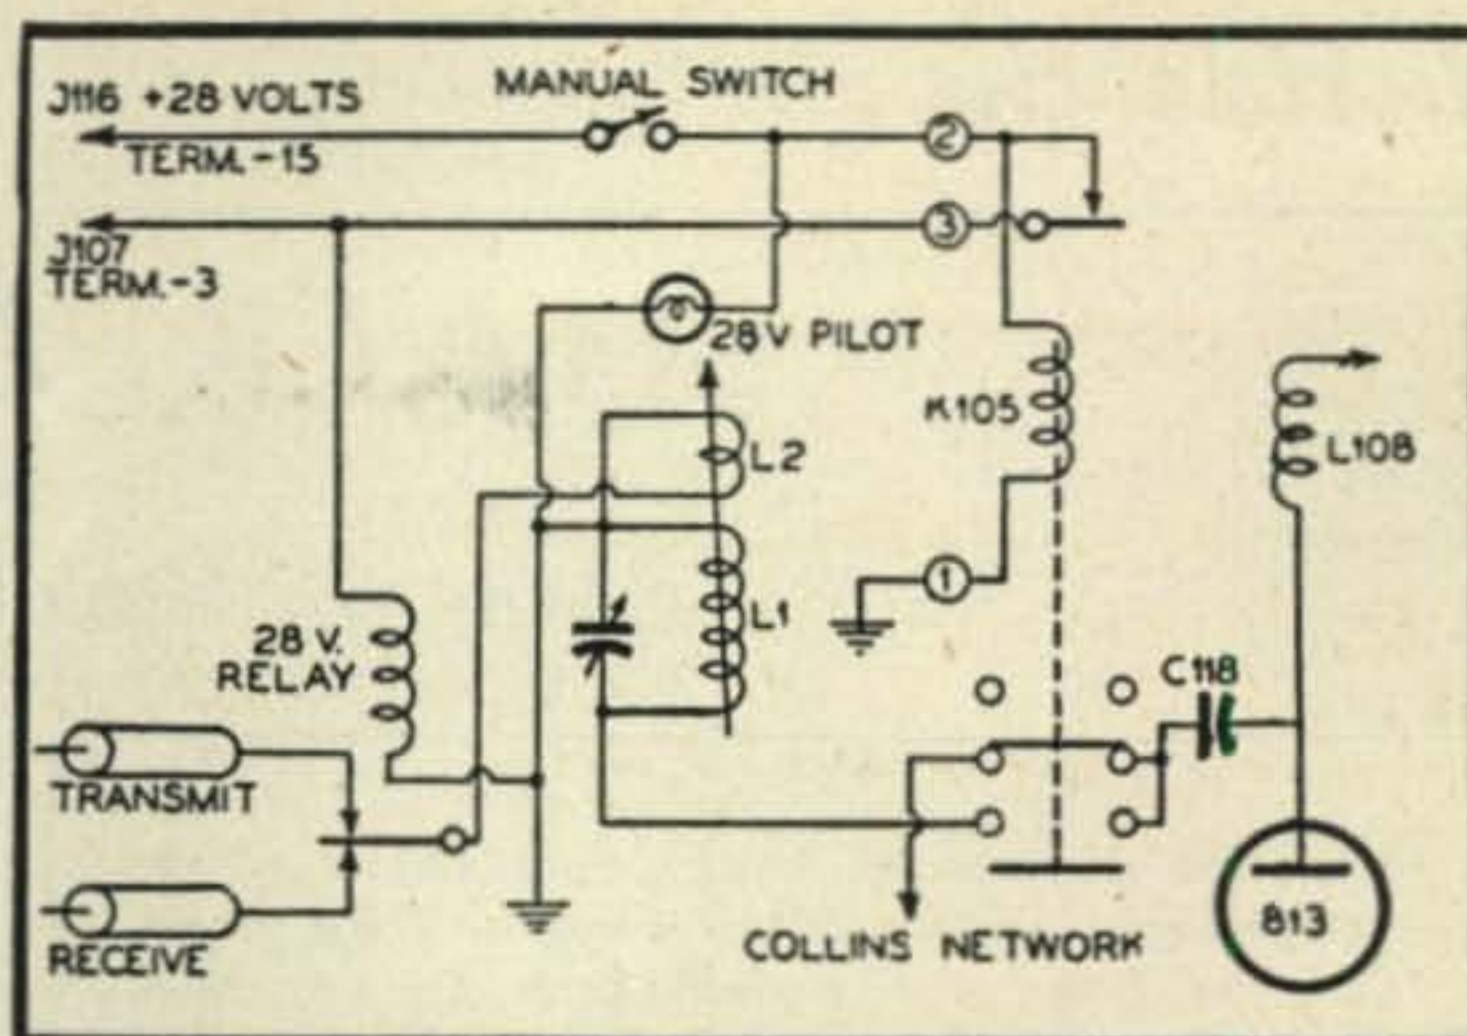 J116 +28 VOLTS
MANUAL SWITCH
TERM.-15
2
3
J107
TERM.-3
28V PILOT
K105
L2
L108
1
L1
28 V.
RELAY
C118
TRANSMIT
813
COLLINS NETWORK
RECEIVE